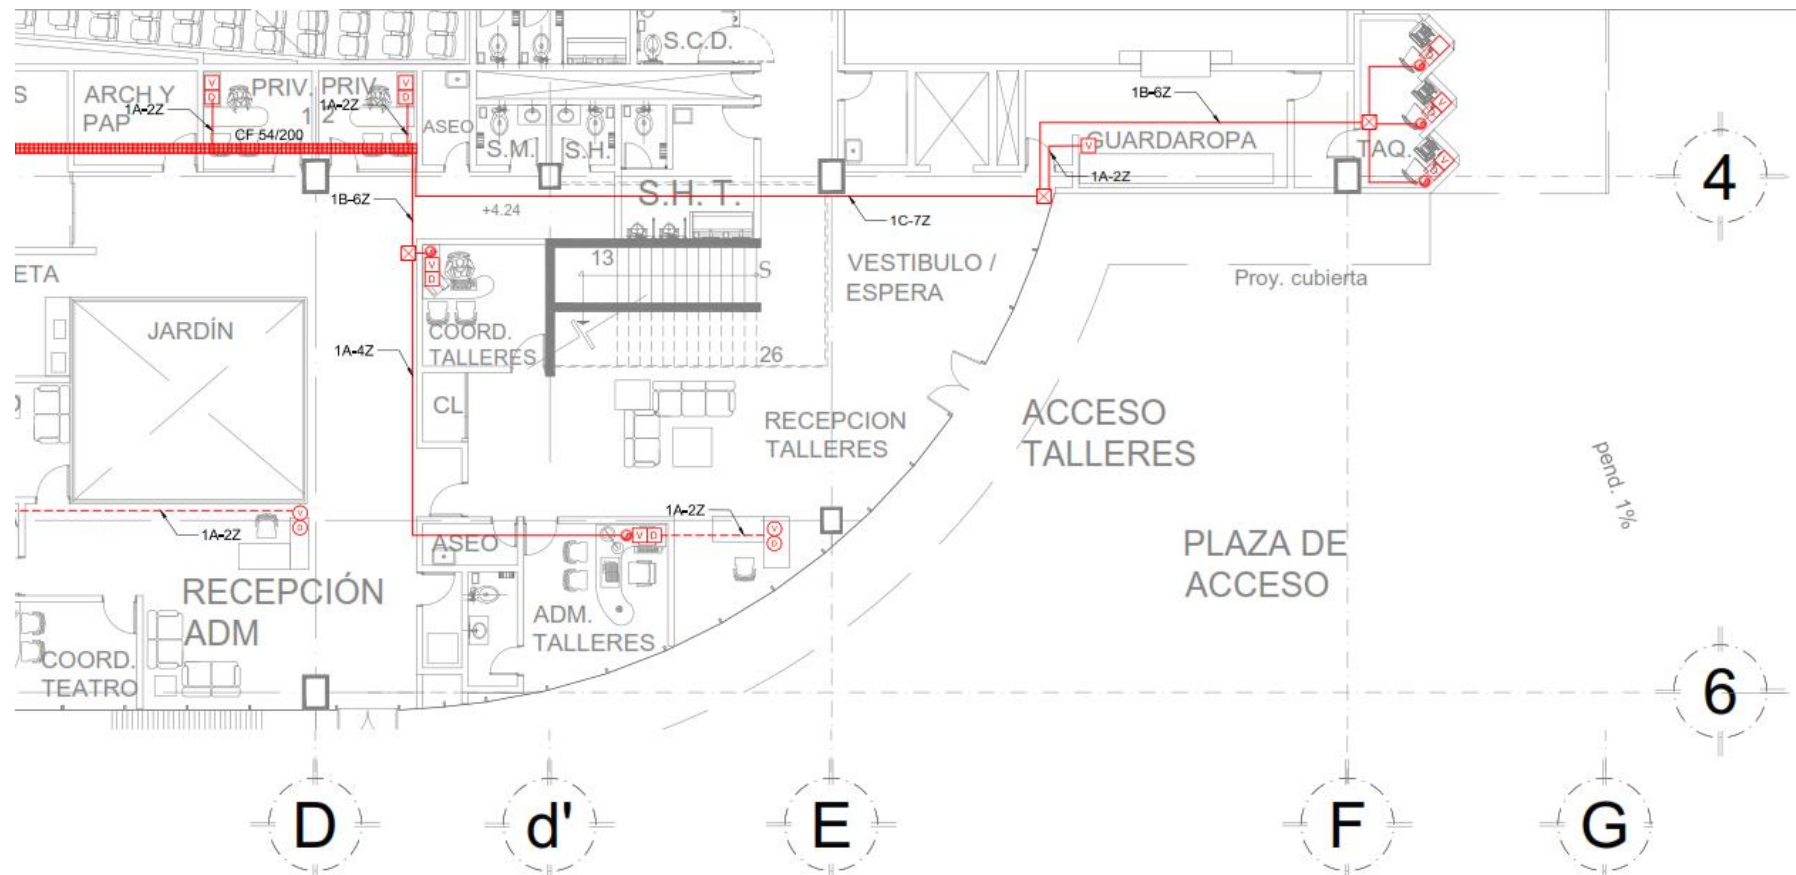 S.C.D.
S
ARCH Y
PAP
1A-2Z
PRIV.
1
PRIV.
2
1A-2Z
V
D
V
D
CF 54/200
ASEO
S.M.
S.H.
S.H. T.
1B-6Z
GUARDAROPA
V
1A-2Z
TAQ.
V
V
V
4
1B-6Z
+4.24
1C-7Z
ETA
V
D
13
S
VESTIBULO /
ESPERA
Proy. cubierta
JARDÍN
1A-4Z
COORD.
TALLERES
26
CL
RECEPCION
TALLERES
ACCESO
TALLERES
pend. 1%
1A-2Z
V
D
1A-2Z
V
D
V
D
ASEO
PLAZA DE
ACCESO
RECEPCIÓN
ADM
ADM.
TALLERES
COORD.
TEATRO
6
D
d'
E
F
G